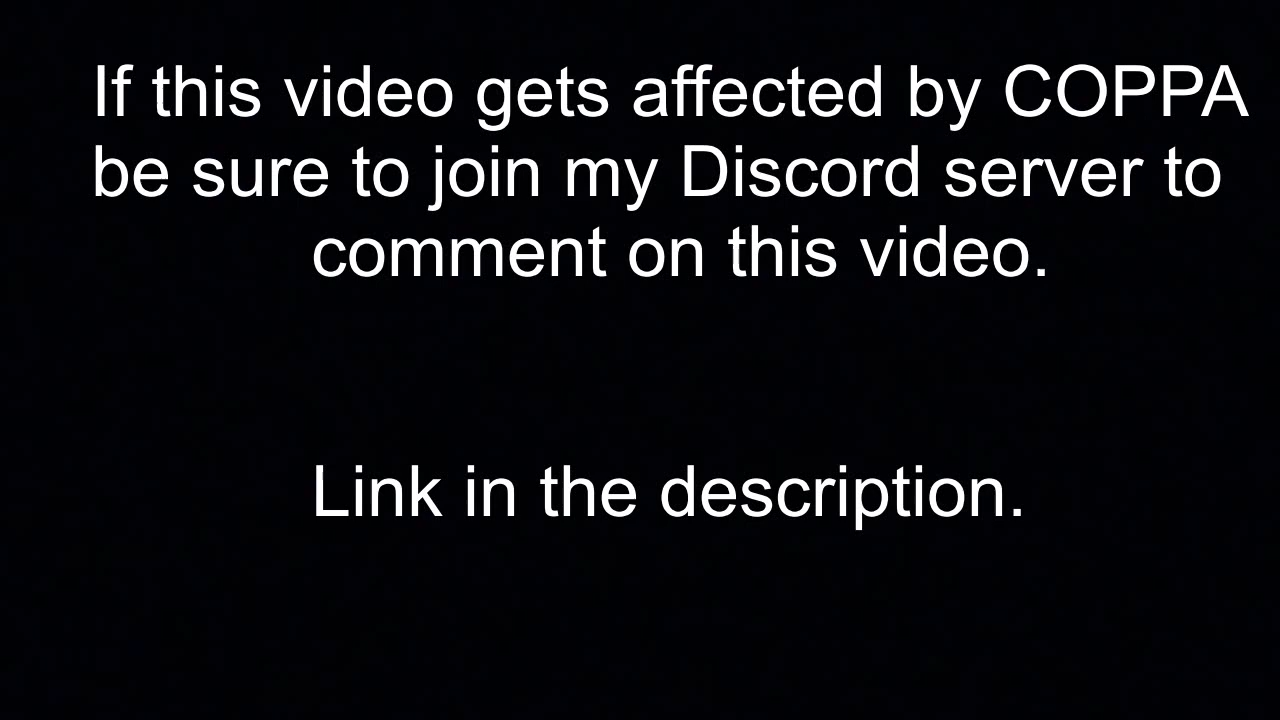 If this video gets affected by COPPA
be sure to join my Discord server to
comment on this video.
Link in the description.